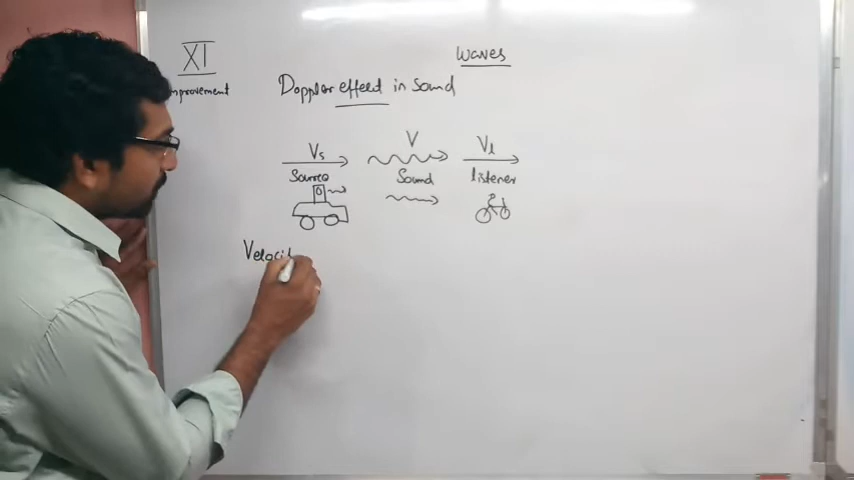 XI
Improvement
Waves
Doppler effect in Sound
Vs V Vl
Source Sound listener
Velocit